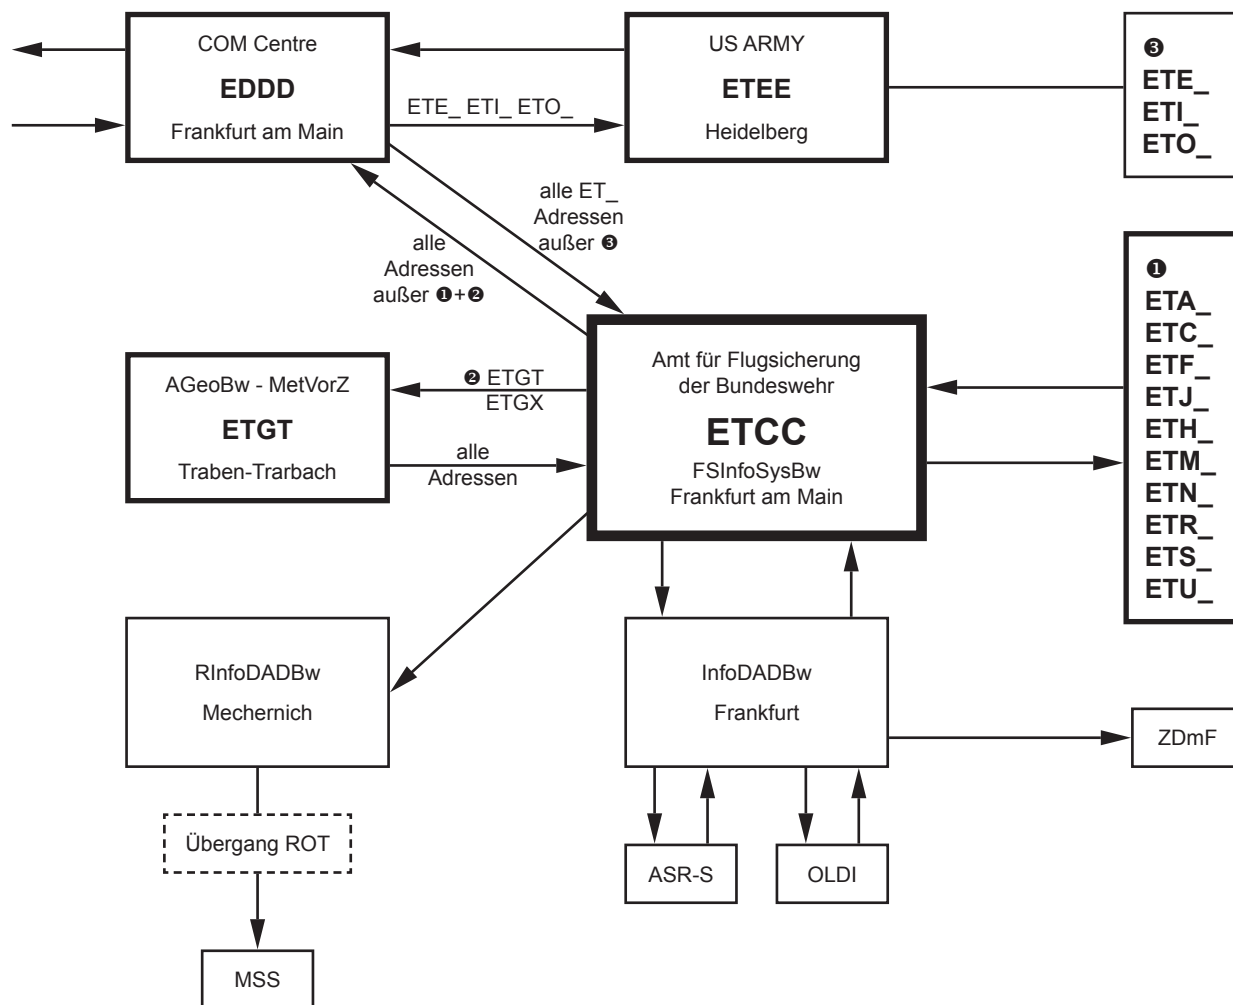 COM Centre
EDDD
Frankfurt am Main
US ARMY
ETEE
Heidelberg
❸
ETE_
ETI_
ETO_
ETE_ ETI_ ETO_
alle ET_
Adressen
außer ❸
alle
Adressen
außer ❶+❷
❶
ETA_
ETC_
ETF_
ETJ_
ETH_
ETM_
ETN_
ETR_
ETS_
ETU_
AGeoBw - MetVorZ
ETGT
Traben-Trarbach
❷ ETGT
ETGX
alle
Adressen
Amt für Flugsicherung
der Bundeswehr
ETCC
FSInfoSysBw
Frankfurt am Main
RInfoDADBw
Mechernich
InfoDADBw
Frankfurt
ZDmF
Übergang ROT
ASR-S
OLDI
MSS